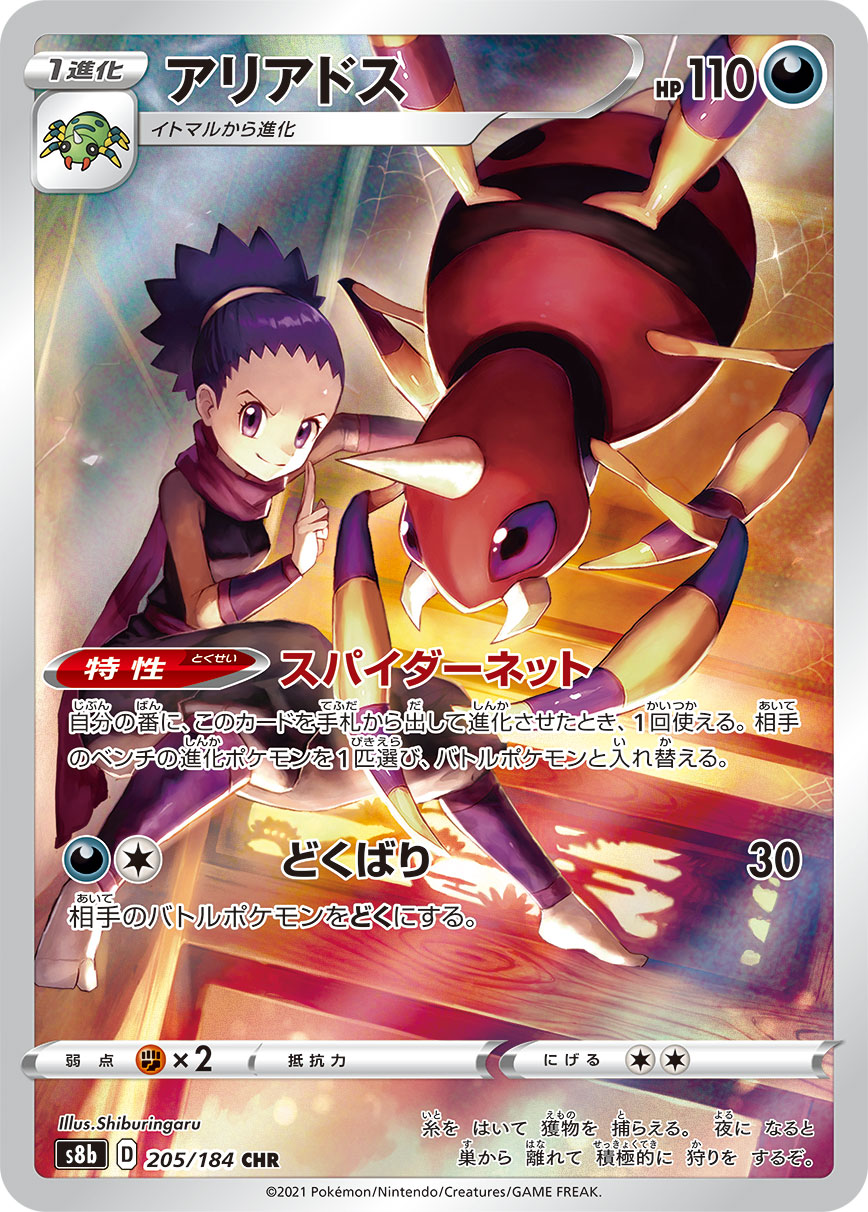 1進化
アリアドス
HP 110
イトマルから進化
特性 とくせい
スパイダーネット
自分の番に、このカードを手札から出して進化させたとき、1回使える。相手
のベンチの進化ポケモンを1匹選び、バトルポケモンと入れ替える。
どくばり 30
相手のバトルポケモンをどくにする。
弱点 ×2 抵抗力 にげる
Illus.Shiburingaru
糸を はいて 獲物を 捕らえる。 夜に なると
巣から 離れて 積極的に 狩りを するぞ。
s8b D 205/184 CHR
©2021 Pokémon/Nintendo/Creatures/GAME FREAK.